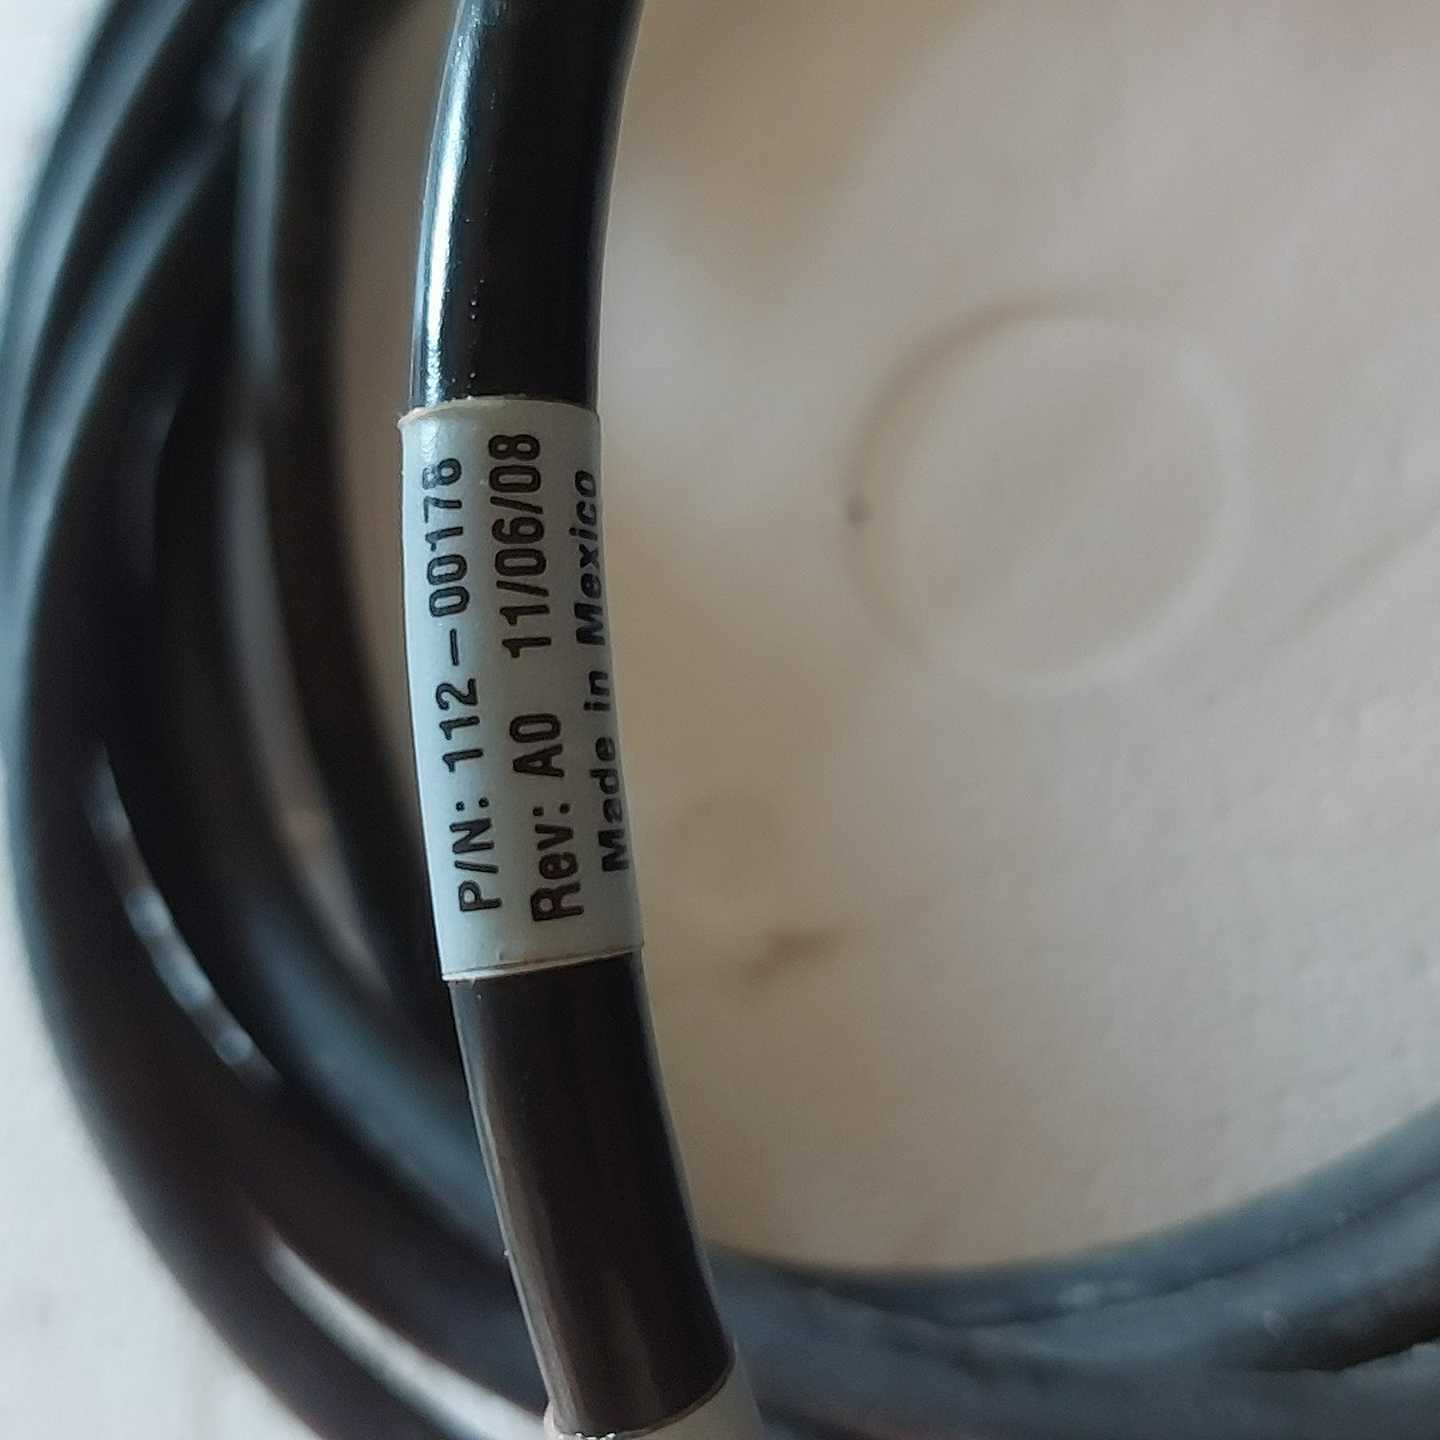 P/N: 112-00178
Rev: A0 11/06/08
Made in Mexico